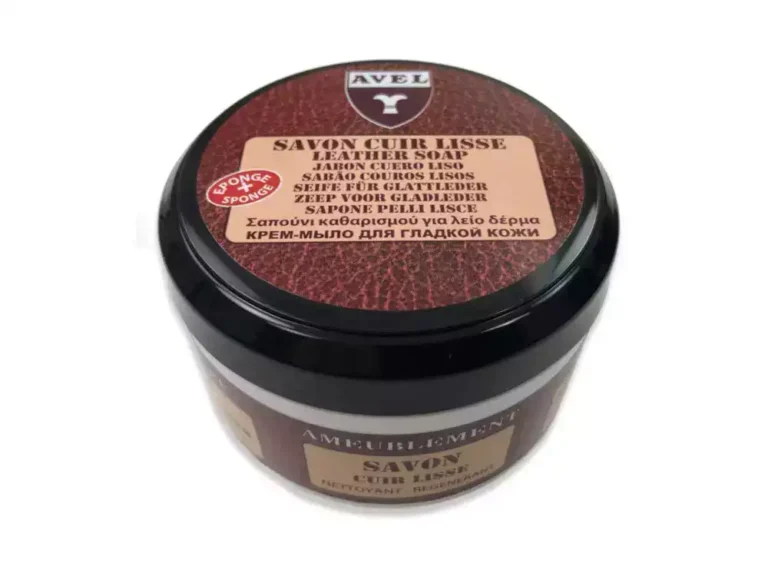 AVEL
SAVON CUIR LISSE
LEATHER SOAP
JABON CUERO LISO
SABÃO COUROS LISOS
SEIFE FÜR GLATTLEDER
ZEEP VOOR GLADLEDER
SAPONE PELLI LISCE
Σαπούνι καθαρισμού για λείο δέρμα
КРЕМ-МЫЛО ДЛЯ ГЛАДКОЙ КОЖИ
EPONGE
+
SPONGE
AMEUBLEMENT
SAVON
CUIR LISSE
NETTOYANT REGENERANT